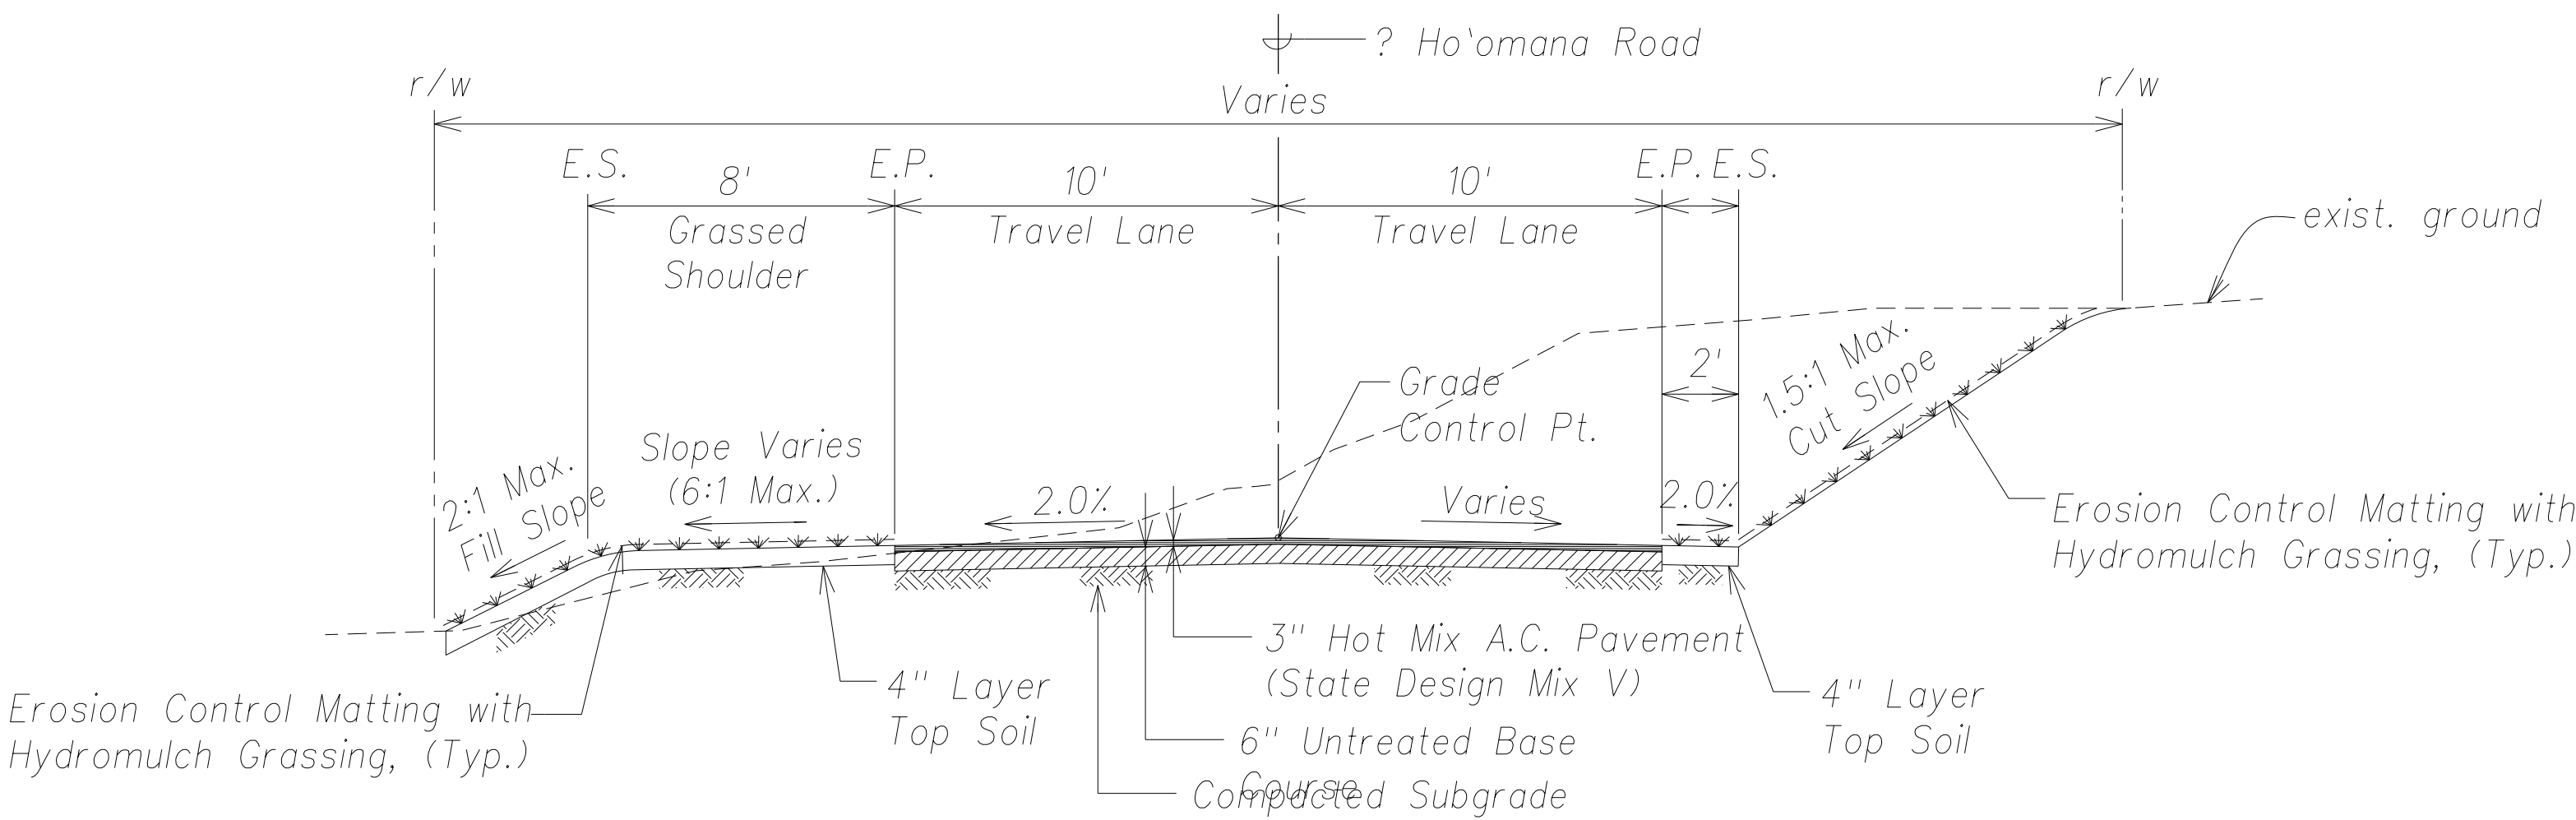 ? Ho‘omana Road
r/w
Varies
r/w
E.S.
8'
E.P.
10'
10'
E.P.
E.S.
Grassed
Shoulder
Travel Lane
Travel Lane
exist. ground
2'
Grade
Control Pt.
1.5:1 Max.
Cut Slope
Slope Varies
(6:1 Max.)
2:1 Max.
Fill Slope
2.0%
Varies
2.0%
Erosion Control Matting with
Hydromulch Grassing, (Typ.)
3" Hot Mix A.C. Pavement
(State Design Mix V)
4" Layer
Top Soil
4" Layer
Top Soil
Erosion Control Matting with
Hydromulch Grassing, (Typ.)
6" Untreated Base
Course
Compacted Subgrade